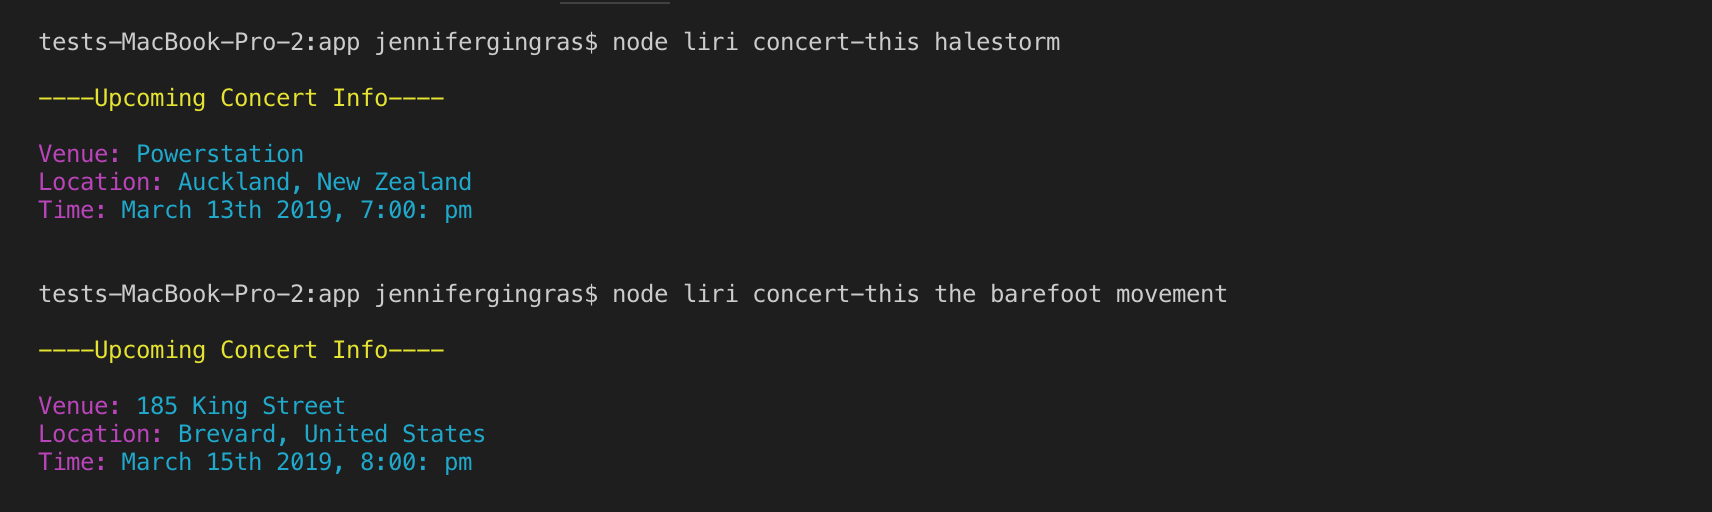 tests-MacBook-Pro-2:app jennifergingras$ node liri concert-this halestorm
----Upcoming Concert Info----
Venue: Powerstation
Location: Auckland, New Zealand
Time: March 13th 2019, 7:00: pm
tests-MacBook-Pro-2:app jennifergingras$ node liri concert-this the barefoot movement
----Upcoming Concert Info----
Venue: 185 King Street
Location: Brevard, United States
Time: March 15th 2019, 8:00: pm